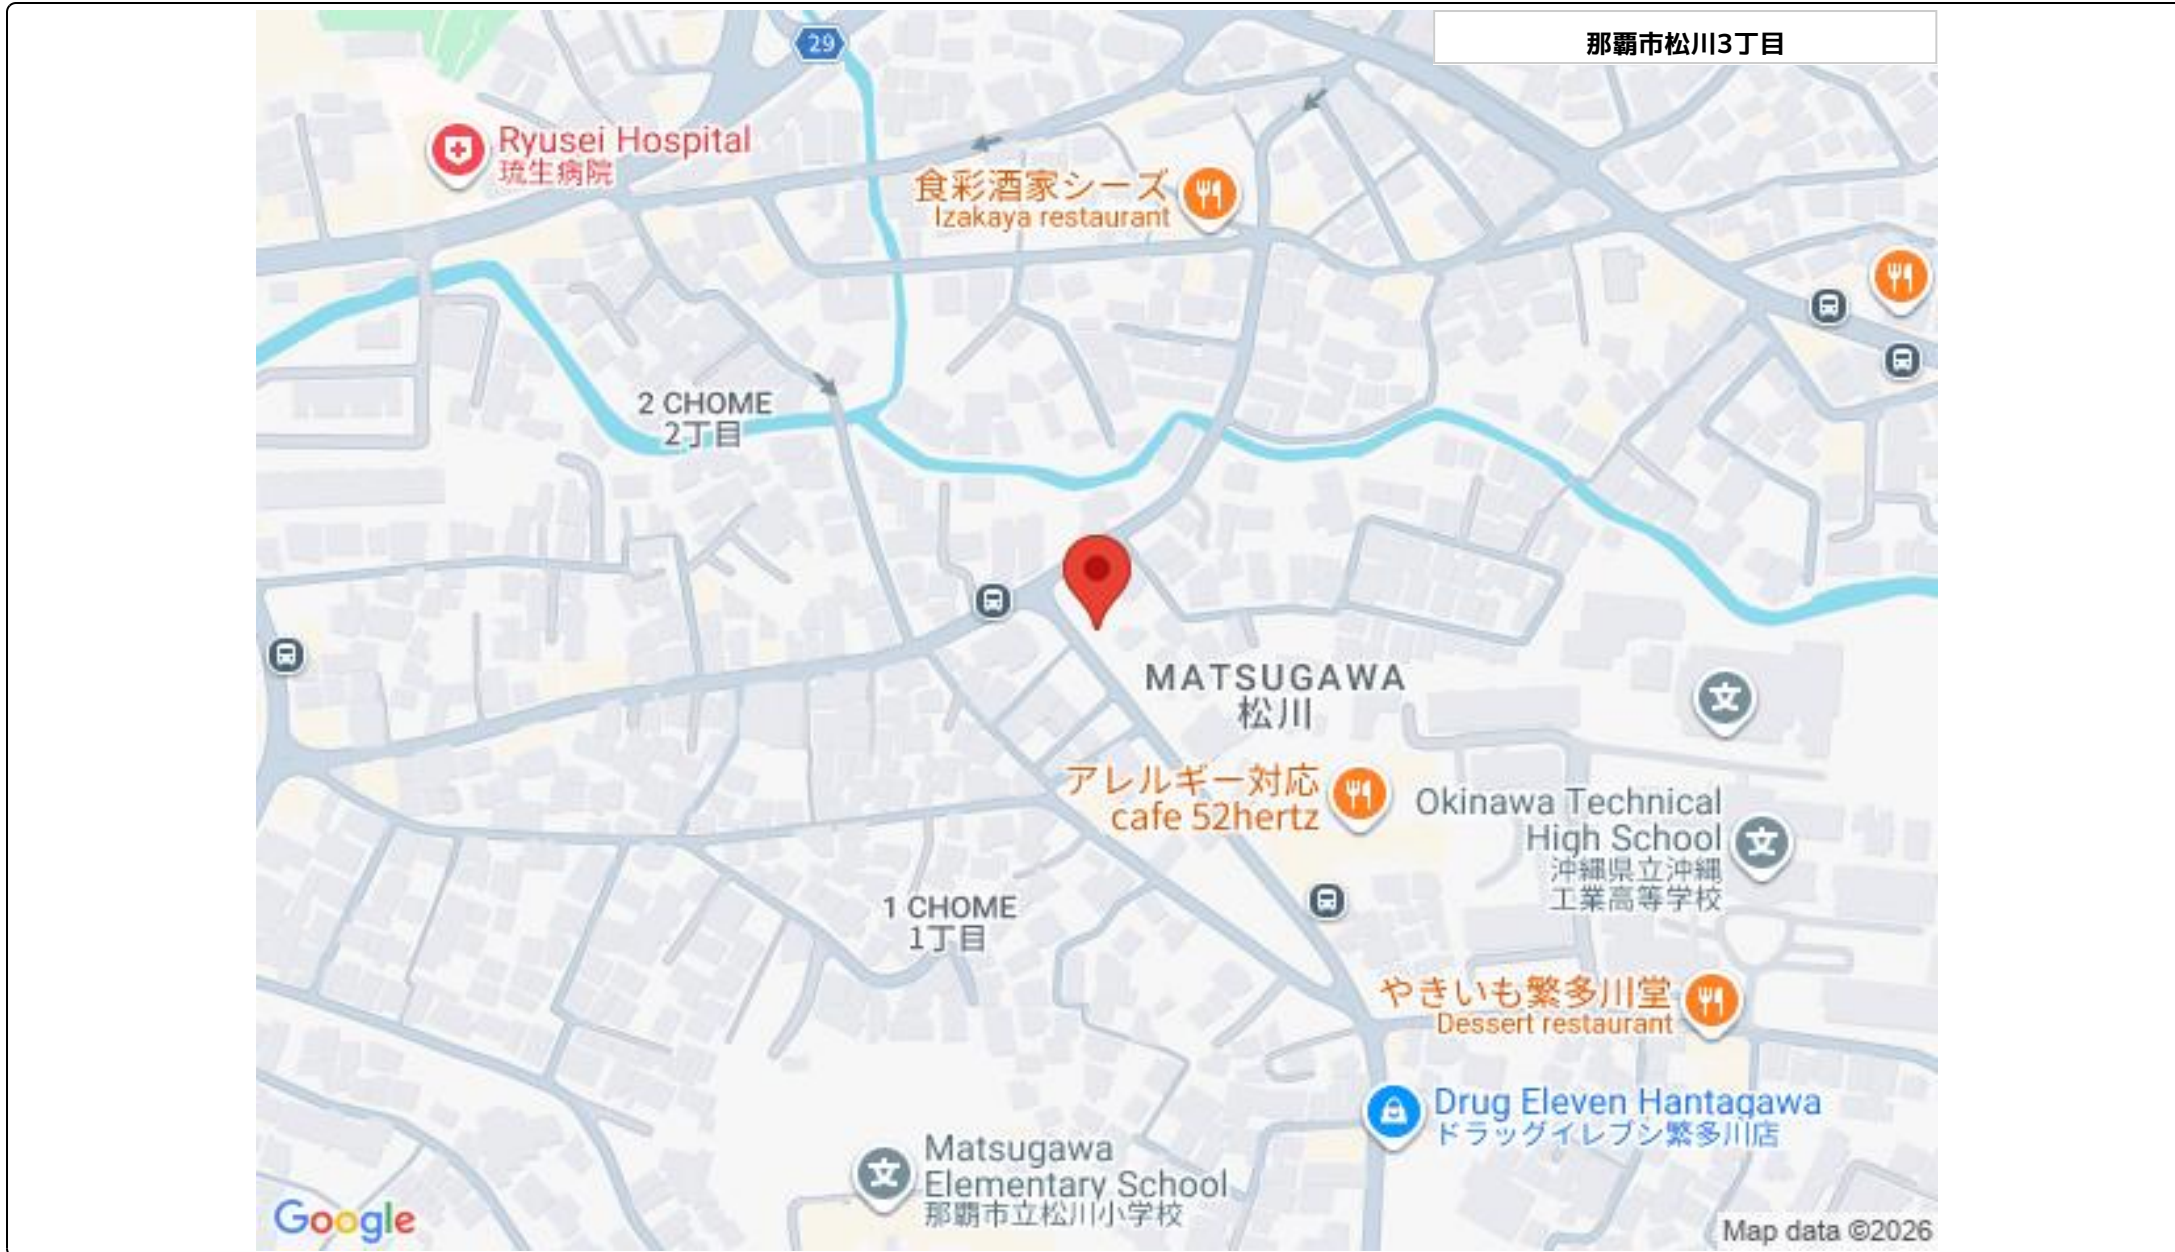 那覇市松川3丁目
29
Ryusei Hospital
琉生病院
食彩酒家シーズ
Izakaya restaurant
2 CHOME
2丁目
MATSUGAWA
松川
アレルギー対応
cafe 52hertz
Okinawa Technical
High School
沖縄県立沖縄
工業高等学校
1 CHOME
1丁目
やきいも繁多川堂
Dessert restaurant
Drug Eleven Hantagawa
ドラッグイレブン繁多川店
Matsugawa
Elementary School
那覇市立松川小学校
Google
Map data ©2026